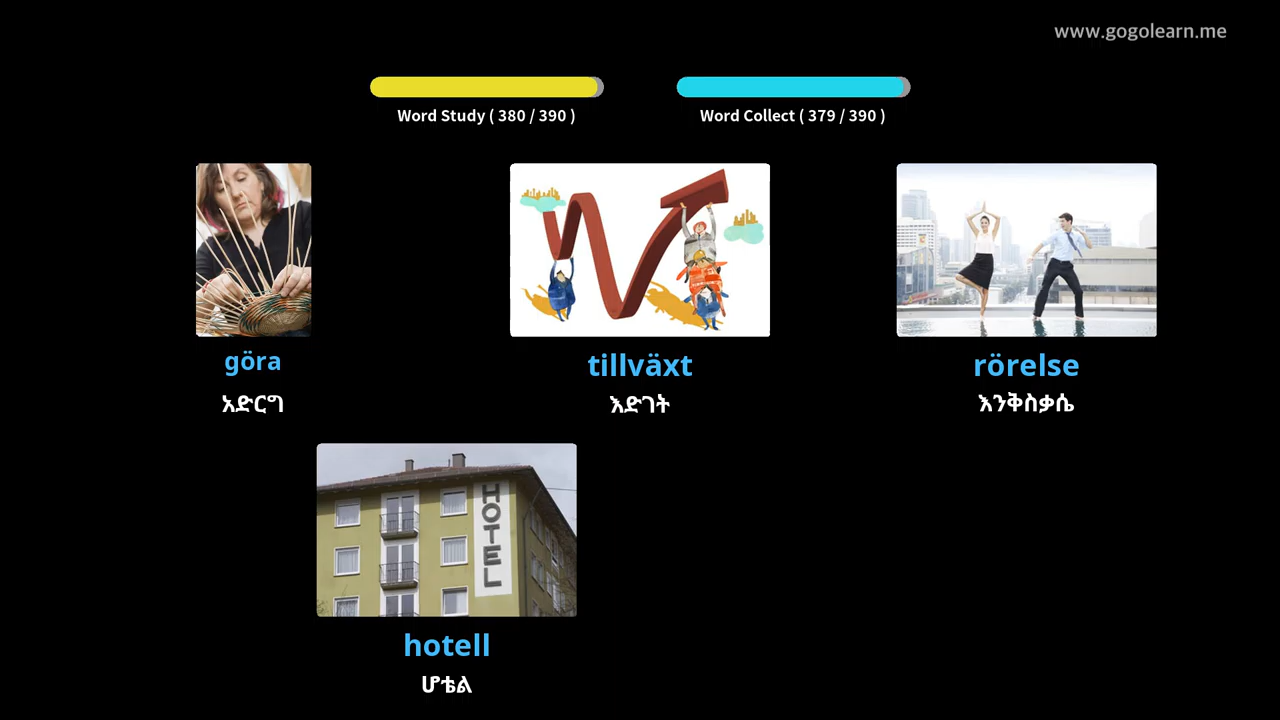 www.gogolearn.me
Word Study ( 380 / 390 )
Word Collect ( 379 / 390 )
göra
አድርግ
tillväxt
እድገት
rörelse
እንቅስቃሴ
HOTEL
hotell
ሆቴል